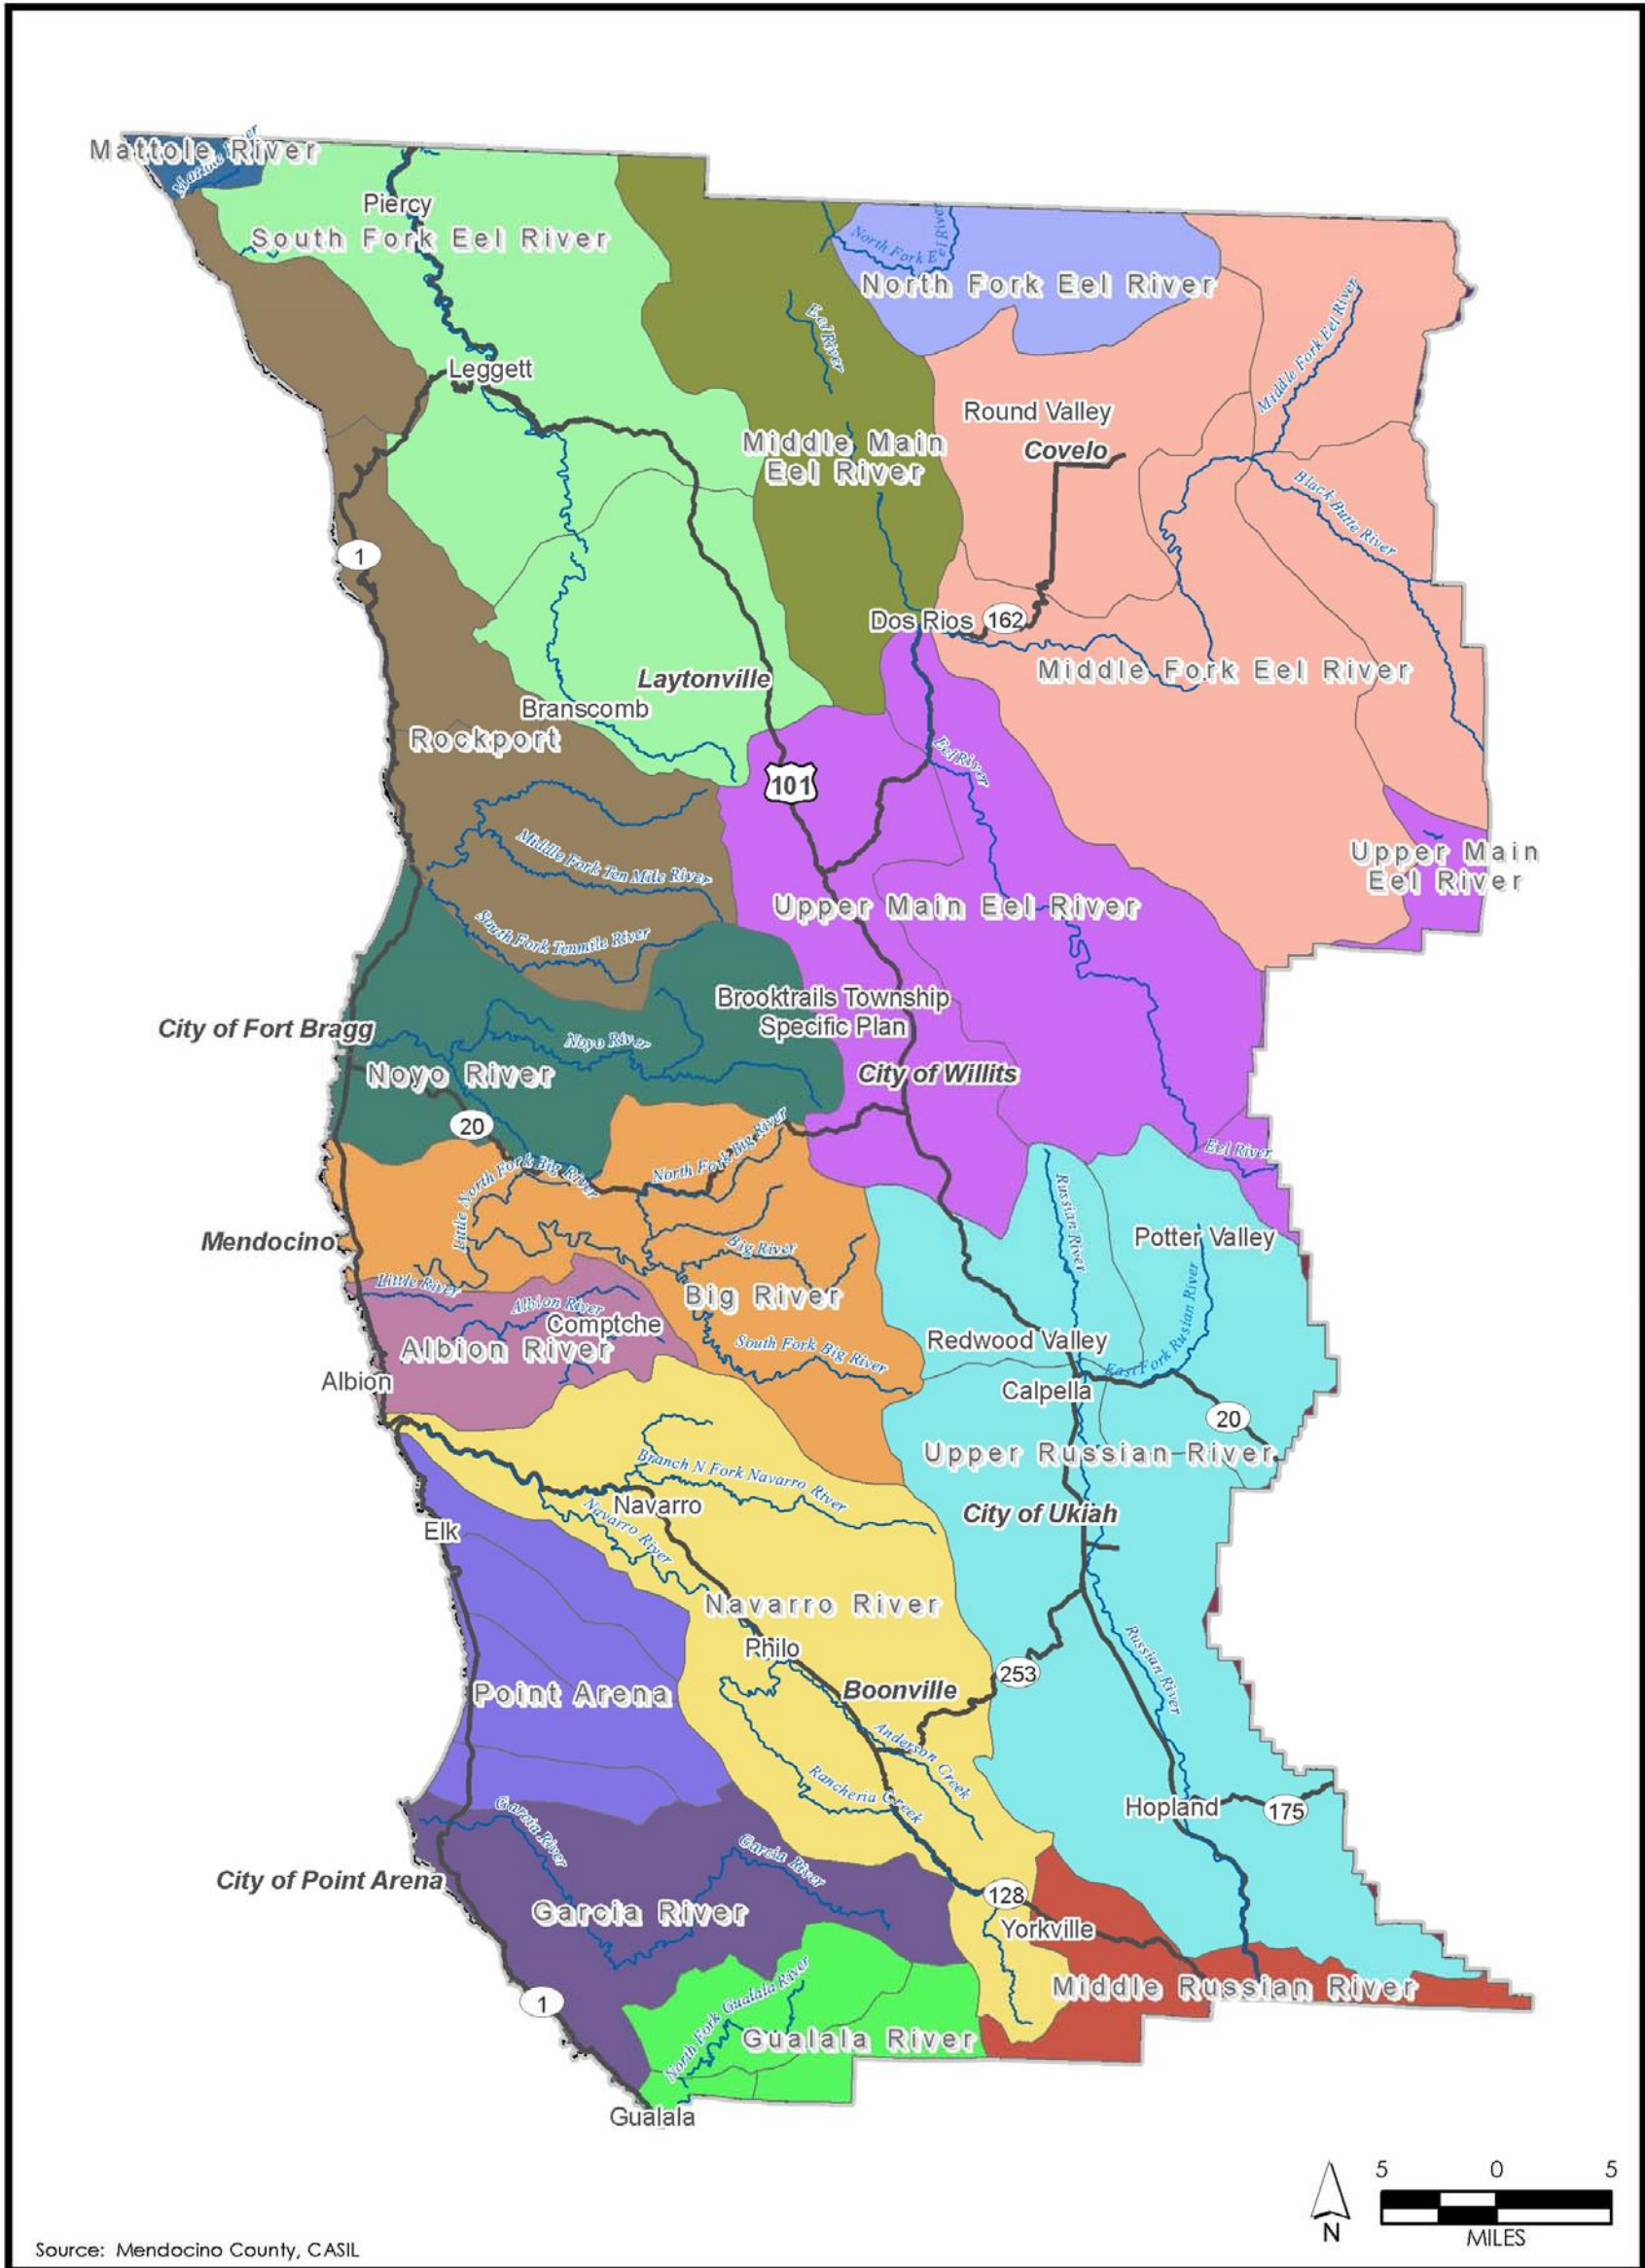 Mattole River
Piercy
South Fork Eel River
North Fork Eel River
North Fork Eel River
Eel River
Middle Fork Eel River
Leggett
Round Valley
Covelo
Middle Main
Eel River
Black Butte River
1
Dos Rios
162
Middle Fork Eel River
Laytonville
Branscomb
Rockport
Eel River
101
Middle Fork Ten Mile River
Upper Main
Eel River
Upper Main Eel River
South Fork Tenmile River
Brooktrails Township
Specific Plan
City of Fort Bragg
Noyo River
Noyo River
City of Willits
20
North Fork Big River
Little North Fork Big River
Eel River
Russian River
Mendocino
Big River
Potter Valley
Little River
Big River
Albion River
Comptche
East Fork Russian River
Albion River
South Fork Big River
Redwood Valley
Albion
Calpella
20
Upper Russian River
Branch N Fork Navarro River
Navarro
Navarro River
City of Ukiah
Elk
Navarro River
Philo
253
Russian River
Point Arena
Boonville
Anderson Creek
Rancheria Creek
Hopland
175
Garcia River
Garcia River
City of Point Arena
128
Garcia River
Yorkville
Middle Russian River
1
North Fork Gualala River
Gualala River
Gualala
5 0 5
N
MILES
Source: Mendocino County, CASIL